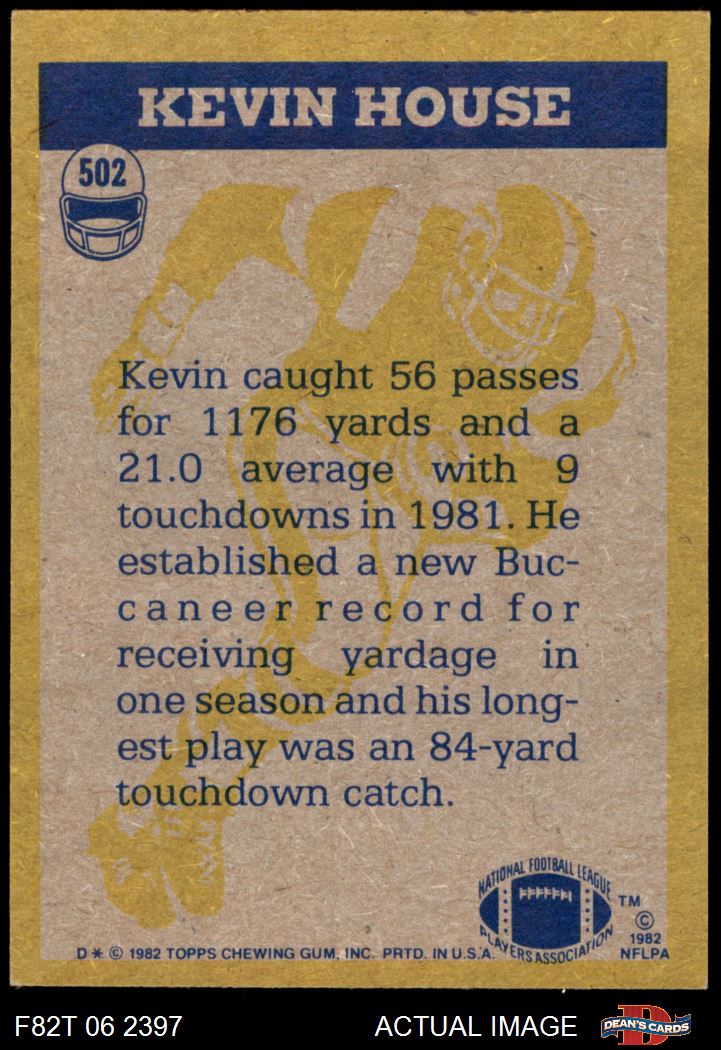 KEVIN HOUSE
502
Kevin caught 56 passes
for 1176 yards and a
21.0 average with 9
touchdowns in 1981. He
established a new Buc-
caneer record for
receiving yardage in
one season and his long-
est play was an 84-yard
touchdown catch.
NATIONAL FOOTBALL LEAGUE
PLAYERS ASSOCIATION
TM
©
1982
NFLPA
D * © 1982 TOPPS CHEWING GUM, INC. PRTD. IN U.S.A.
F82T 06 2397 ACTUAL IMAGE
D
DEAN'S CARDS